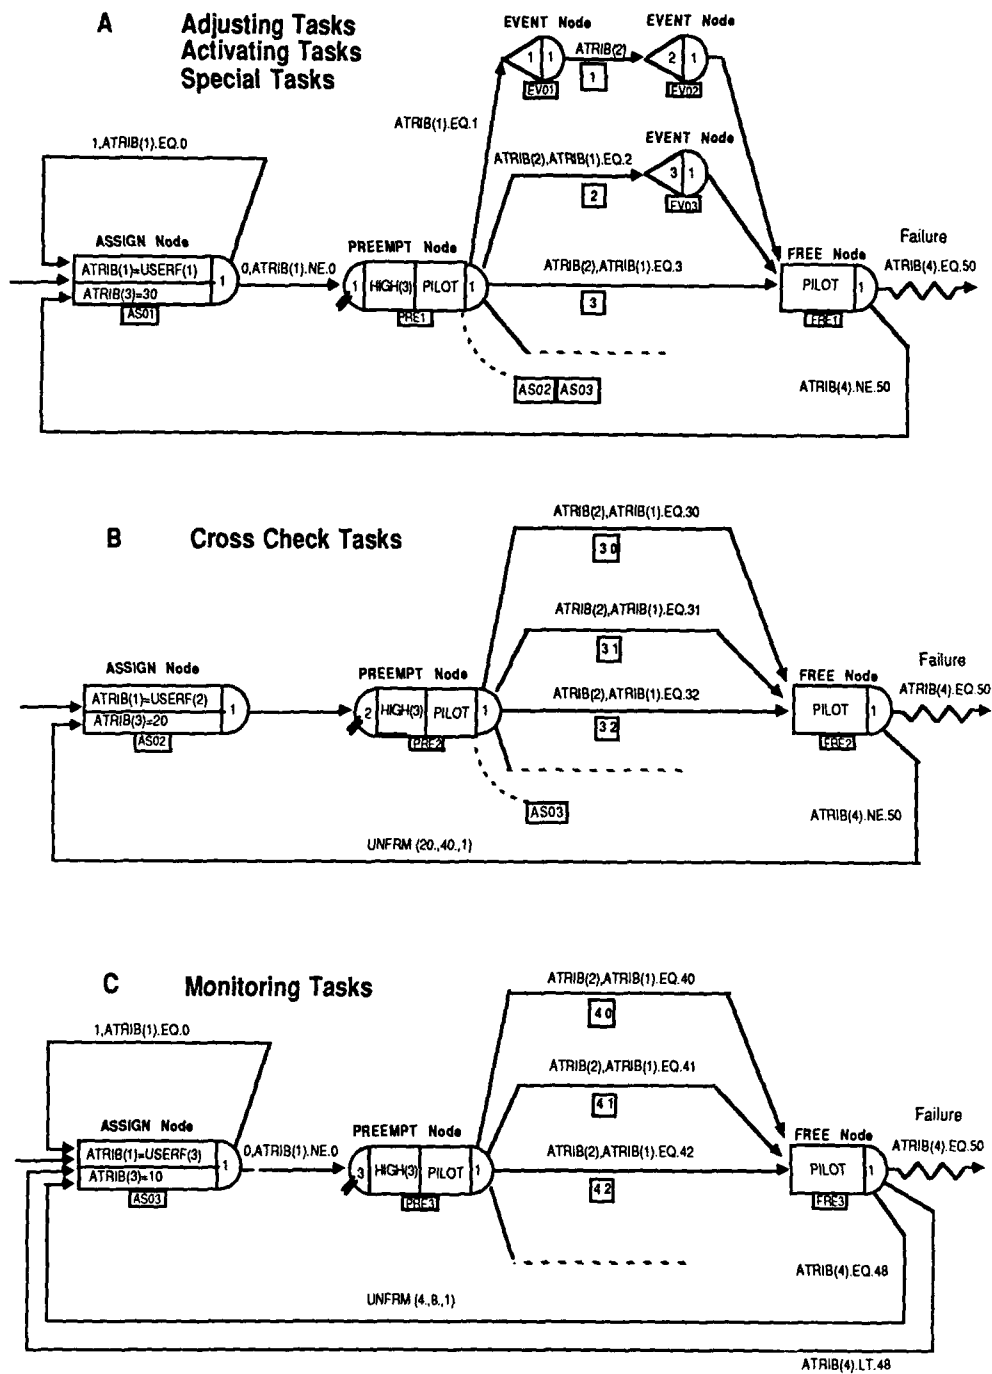 A
Adjusting Tasks
Activating Tasks
Special Tasks
EVENT Node
EVENT Node
1 1
ATRIB(2)
1
2 1
EV01
EV02
ATRIB(1).EQ.1
EVENT Node
1,ATRIB(1).EQ.0
ATRIB(2),ATRIB(1).EQ.2
2
3 1
EV03
ASSIGN Node
PREEMPT Node
FREE Node
Failure
ATRIB(1)=USERF(1)
ATRIB(3)=30
1
AS01
0,ATRIB(1).NE.0
1 HIGH(3) PILOT 1
PRE1
ATRIB(2),ATRIB(1).EQ.3
3
PILOT 1
FRE1
ATRIB(4).EQ.50
AS02 AS03
ATRIB(4).NE.50
B
Cross Check Tasks
ATRIB(2),ATRIB(1).EQ.30
30
ATRIB(2),ATRIB(1).EQ.31
31
ASSIGN Node
PREEMPT Node
FREE Node
Failure
ATRIB(1)=USERF(2)
ATRIB(3)=20
1
AS02
2 HIGH(3) PILOT 1
PRE2
ATRIB(2),ATRIB(1).EQ.32
32
PILOT 1
FRE2
ATRIB(4).EQ.50
AS03
ATRIB(4).NE.50
UNFRM (20.,40.,1)
C
Monitoring Tasks
ATRIB(2),ATRIB(1).EQ.40
40
1,ATRIB(1).EQ.0
ATRIB(2),ATRIB(1).EQ.41
41
ASSIGN Node
PREEMPT Node
FREE Node
Failure
ATRIB(1)=USERF(3)
ATRIB(3)=10
1
AS03
0,ATRIB(1).NE.0
3 HIGH(3) PILOT 1
PRE3
ATRIB(2),ATRIB(1).EQ.42
42
PILOT 1
FRE3
ATRIB(4).EQ.50
ATRIB(4).EQ.48
UNFRM (4.,8.,1)
ATRIB(4).LT.48